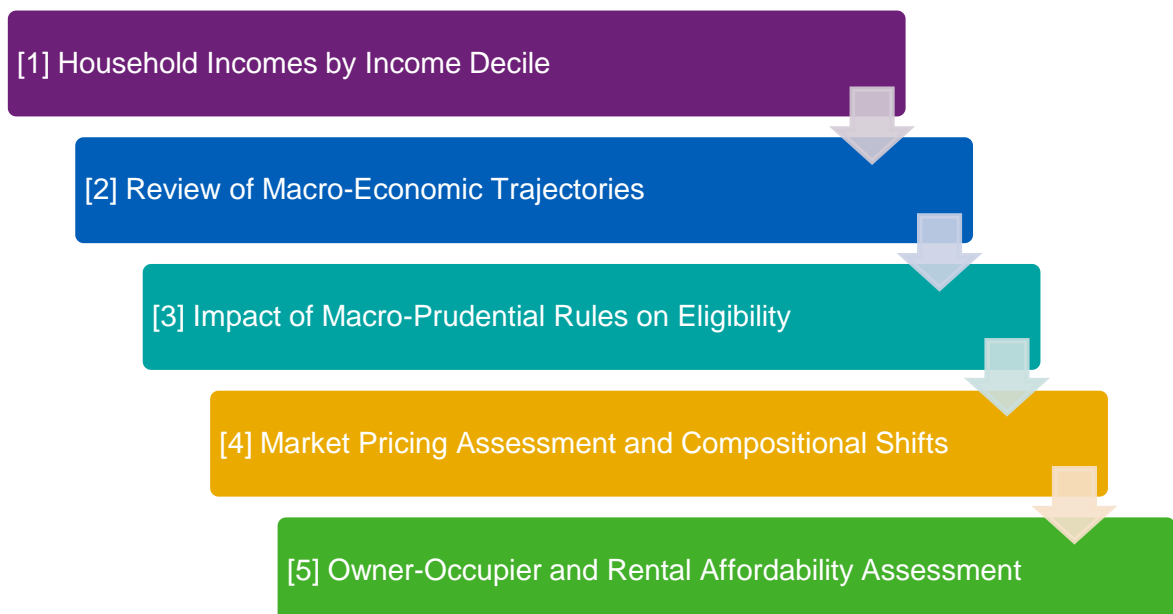 [1] Household Incomes by Income Decile
[2] Review of Macro-Economic Trajectories
[3] Impact of Macro-Prudential Rules on Eligibility
[4] Market Pricing Assessment and Compositional Shifts
[5] Owner-Occupier and Rental Affordability Assessment